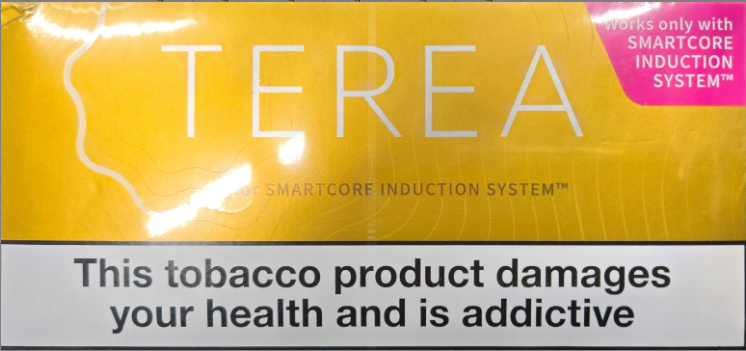 Works only with
SMARTCORE
INDUCTION
SYSTEM™
TEREA
for SMARTCORE INDUCTION SYSTEM™
This tobacco product damages
your health and is addictive